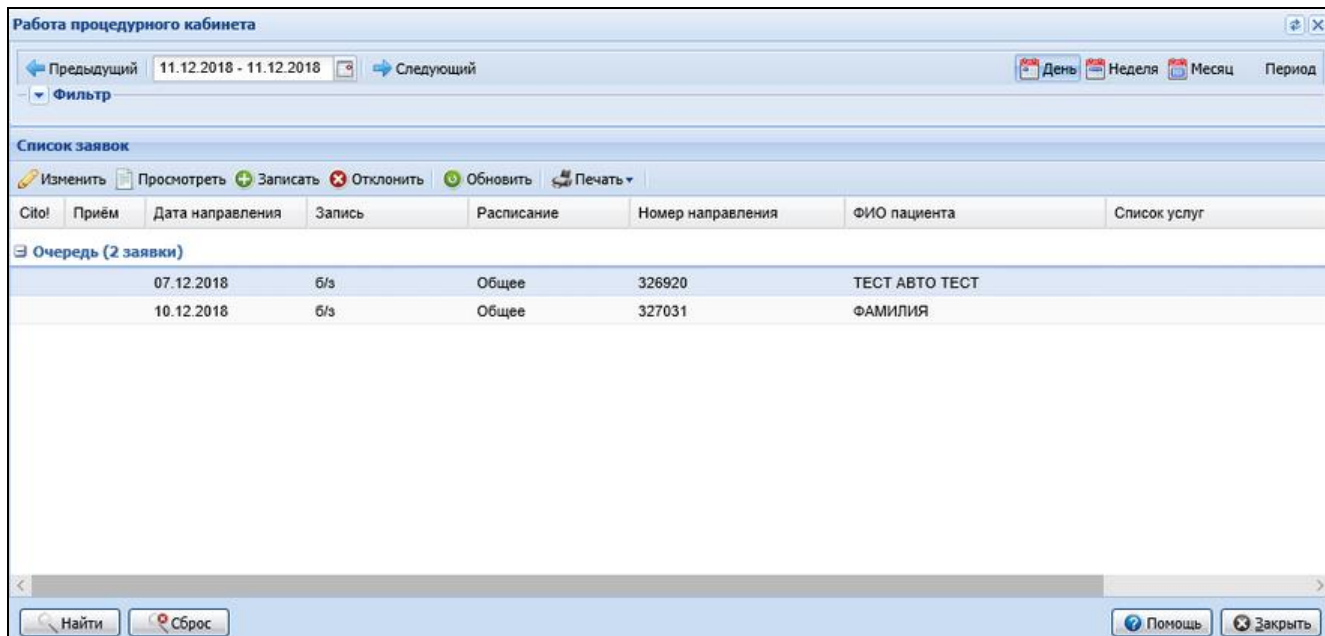 Работа процедурного кабинета
Предыдущий 11.12.2018 - 11.12.2018 Следующий День Неделя Месяц Период
Фильтр
Список заявок
Изменить Просмотреть Записать Отклонить Обновить Печать
Cito! Приём Дата направления Запись Расписание Номер направления ФИО пациента Список услуг
Очередь (2 заявки)
07.12.2018 б/з Общее 326920 ТЕСТ АВТО ТЕСТ
10.12.2018 б/з Общее 327031 ФАМИЛИЯ
Найти Сброс Помощь Закрыть